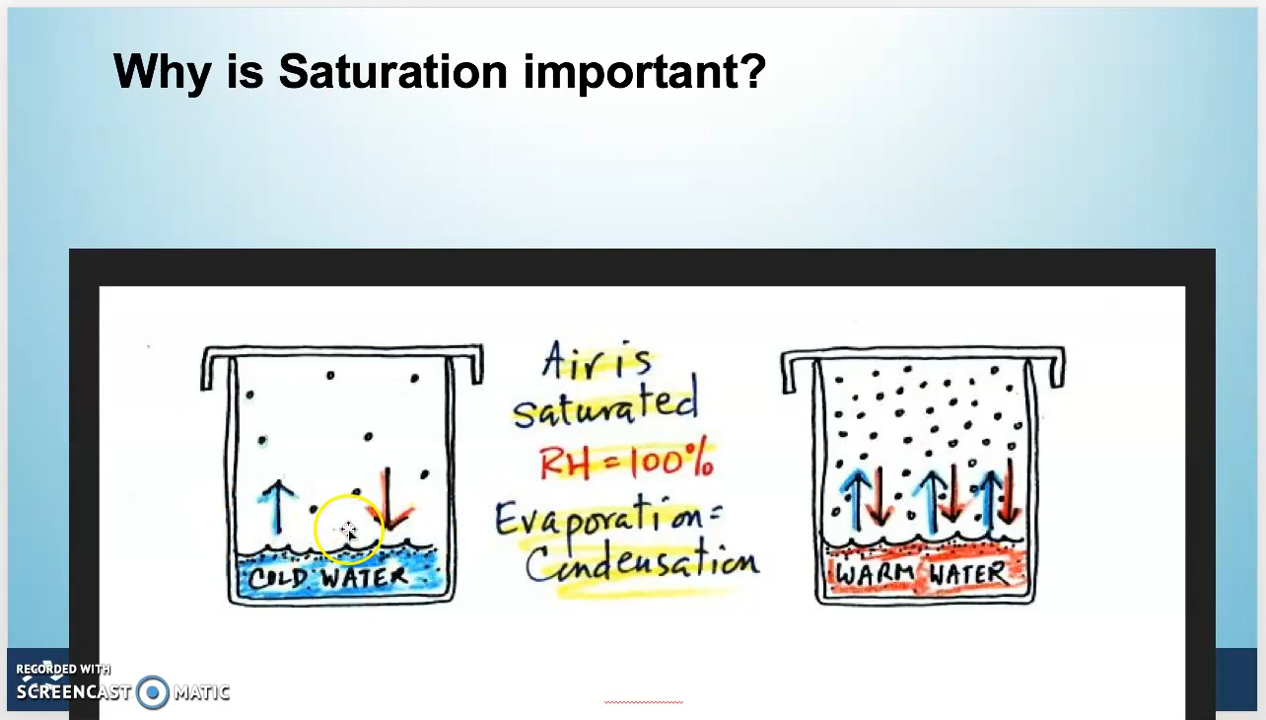 Why is Saturation important?
Air is
saturated
RH = 100%
Evaporation =
Condensation
COLD WATER
WARM WATER
RECORDED WITH
SCREENCAST MATIC